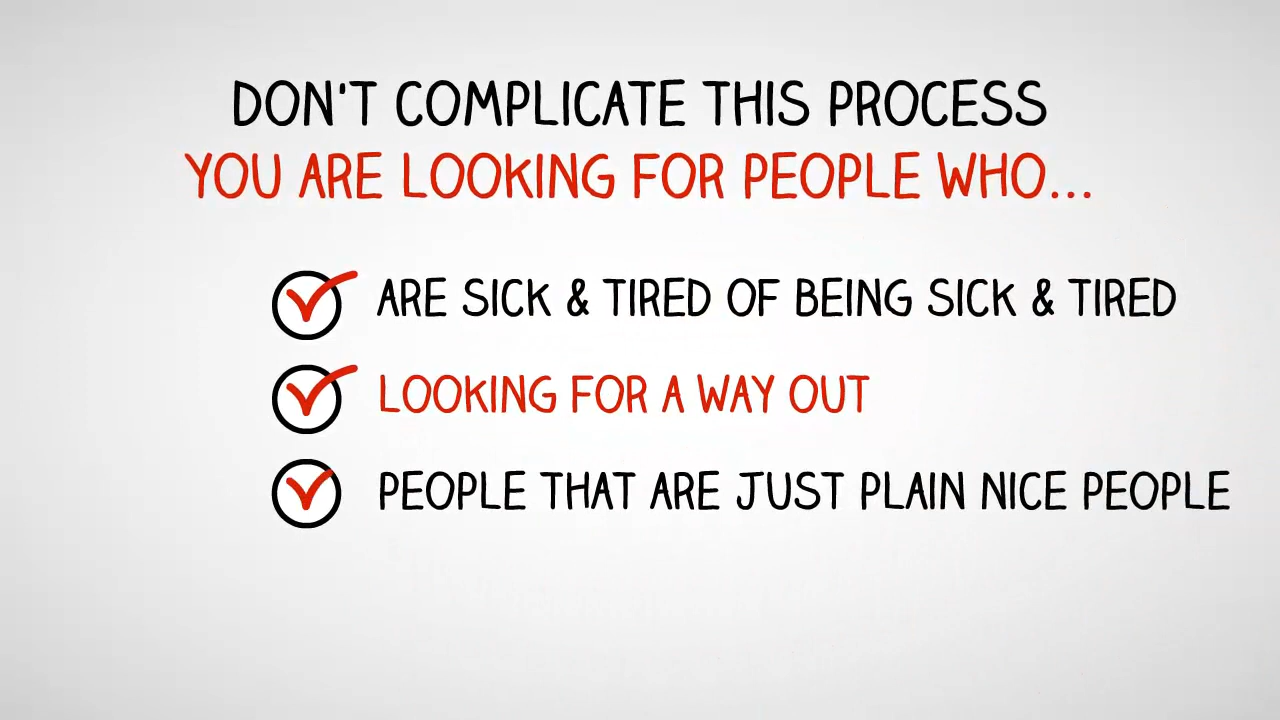 DON'T COMPLICATE THIS PROCESS
YOU ARE LOOKING FOR PEOPLE WHO...
ARE SICK & TIRED OF BEING SICK & TIRED
LOOKING FOR A WAY OUT
PEOPLE THAT ARE JUST PLAIN NICE PEOPLE